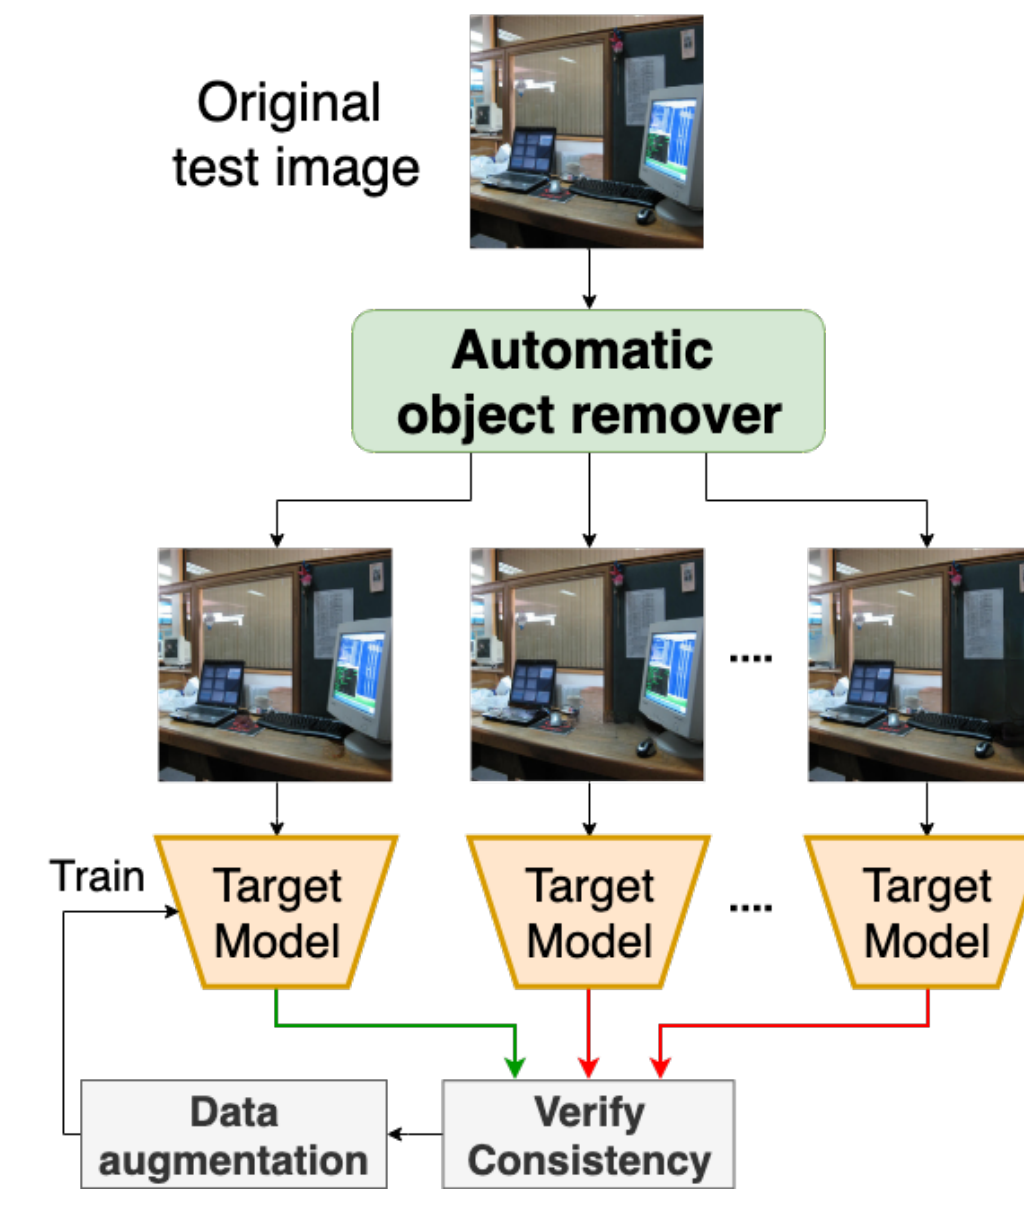 Original
test image
Automatic
object remover
....
Train
Target
Model
Target
Model
....
Target
Model
Data
augmentation
Verify
Consistency